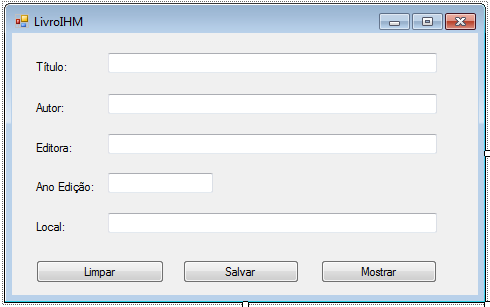 LivroIHM
Título:
Autor:
Editora:
Ano Edição:
Local:
Limpar Salvar Mostrar